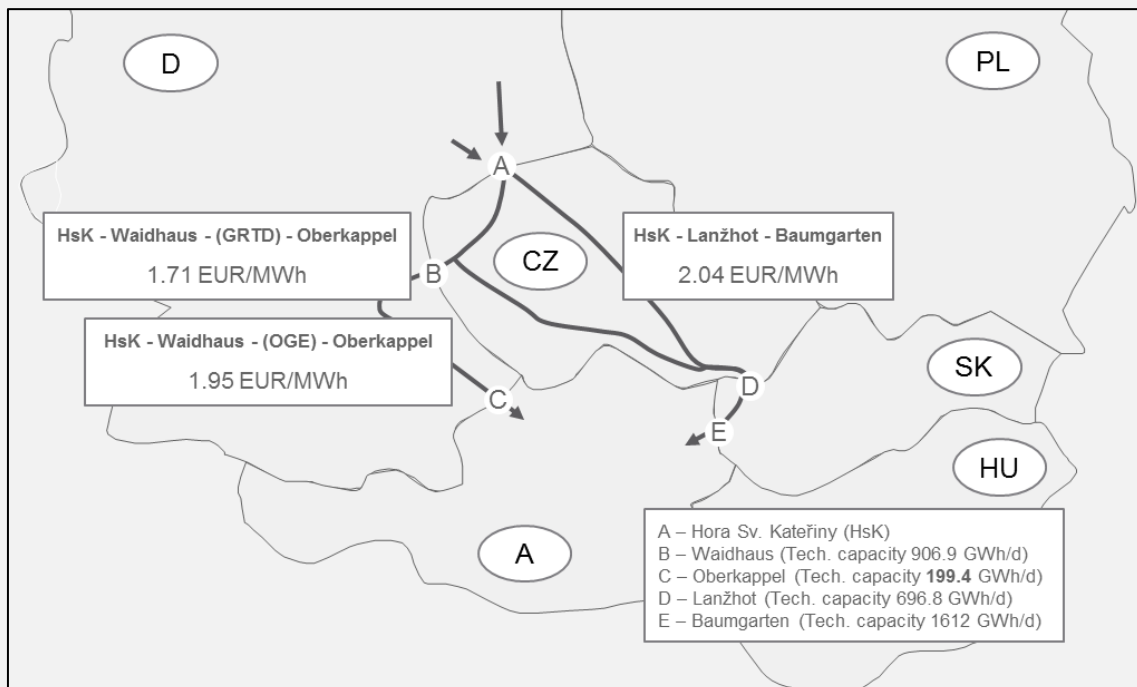 D
PL
A
HsK - Waidhaus - (GRTD) - Oberkappel
1.71 EUR/MWh
HsK - Lanžhot - Baumgarten
2.04 EUR/MWh
CZ
B
HsK - Waidhaus - (OGE) - Oberkappel
1.95 EUR/MWh
C
D
SK
E
HU
A
A – Hora Sv. Kateřiny (HsK)
B – Waidhaus (Tech. capacity 906.9 GWh/d)
C – Oberkappel (Tech. capacity 199.4 GWh/d)
D – Lanžhot (Tech. capacity 696.8 GWh/d)
E – Baumgarten (Tech. capacity 1612 GWh/d)